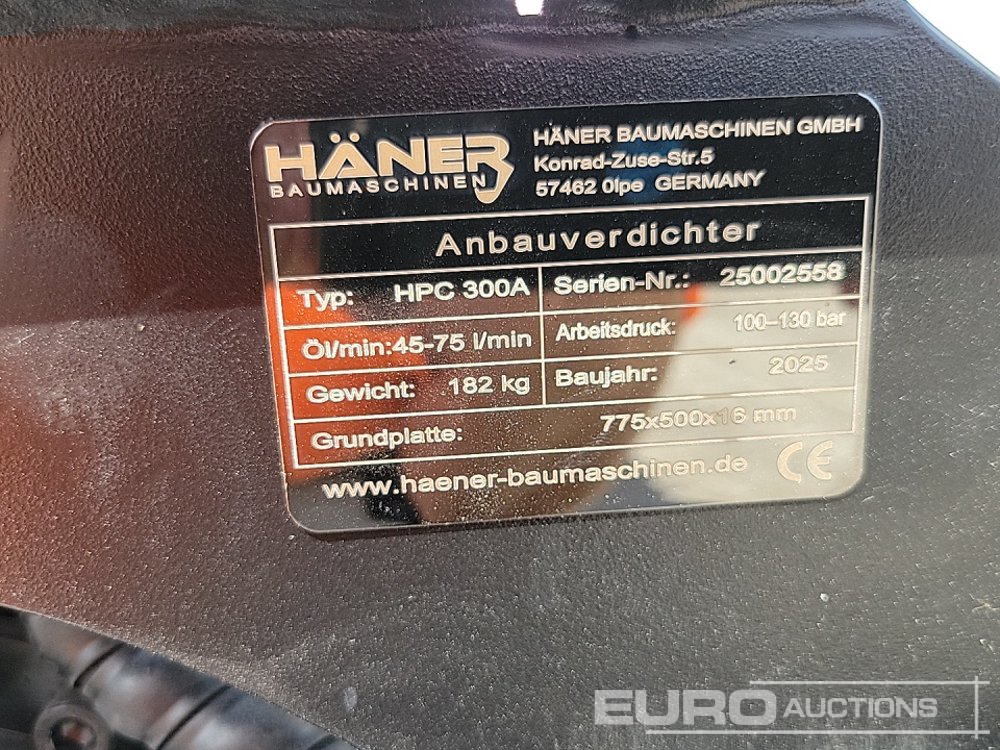 HÄNER
BAUMASCHINEN
HÄNER BAUMASCHINEN GMBH
Konrad-Zuse-Str.5
57462 Olpe GERMANY
Anbauverdichter
Typ: HPC 300A
Serien-Nr.: 25002558
Öl/min:45-75 l/min
Arbeitsdruck: 100-130 bar
Gewicht: 182 kg
Baujahr: 2025
Grundplatte: 775x500x16 mm
www.haener-baumaschinen.de CE
EURO AUCTIONS